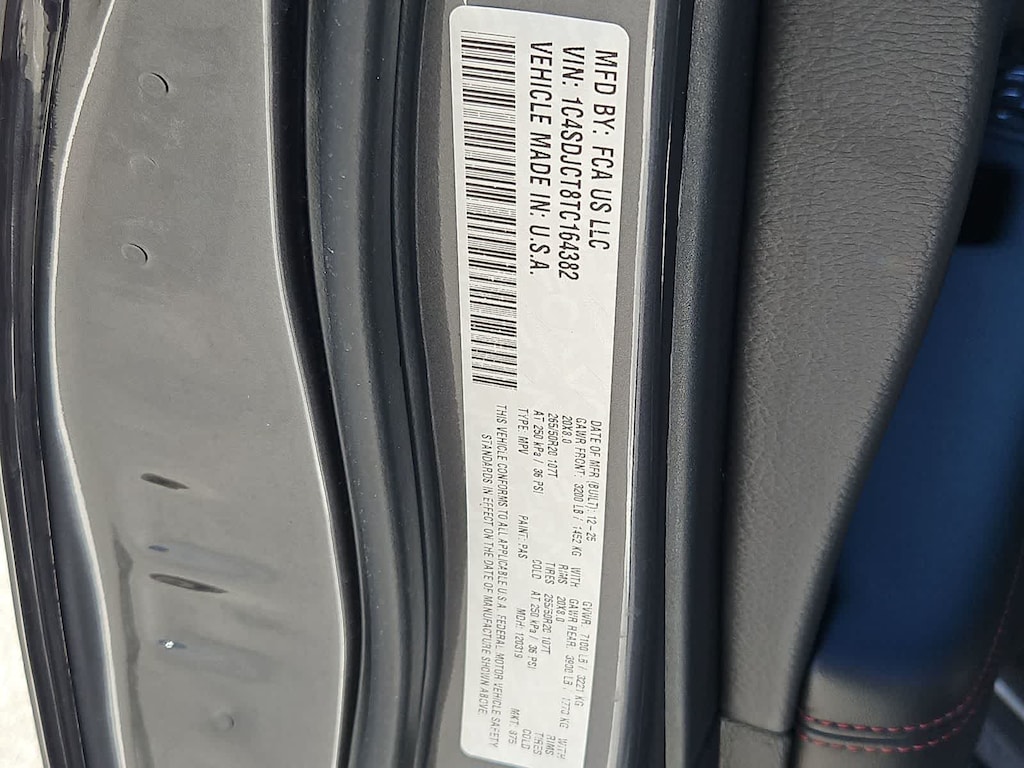 MFD BY: FCA US LLC
VIN: 1C4SDJCT8TC164382
VEHICLE MADE IN: U.S.A.
DATE OF MFR (BUILT): 12-25 GVWR: 7100 LB / 3221 KG
GAWR FRONT: 3200 LB / 1452 KG WITH GAWR REAR: 3900 LB / 1770 KG WITH
20X8.0 RIMS 20X8.0 RIMS
265/50R20 107T TIRES 265/50R20 107T TIRES
AT 250 kPa / 36 PSI COLD AT 250 kPa / 36 PSI COLD
TYPE: MPV PAINT: PAS MDH: 120319 MKT: 875
THIS VEHICLE CONFORMS TO ALL APPLICABLE U.S.A. FEDERAL MOTOR VEHICLE SAFETY
STANDARDS IN EFFECT ON THE DATE OF MANUFACTURE SHOWN ABOVE.